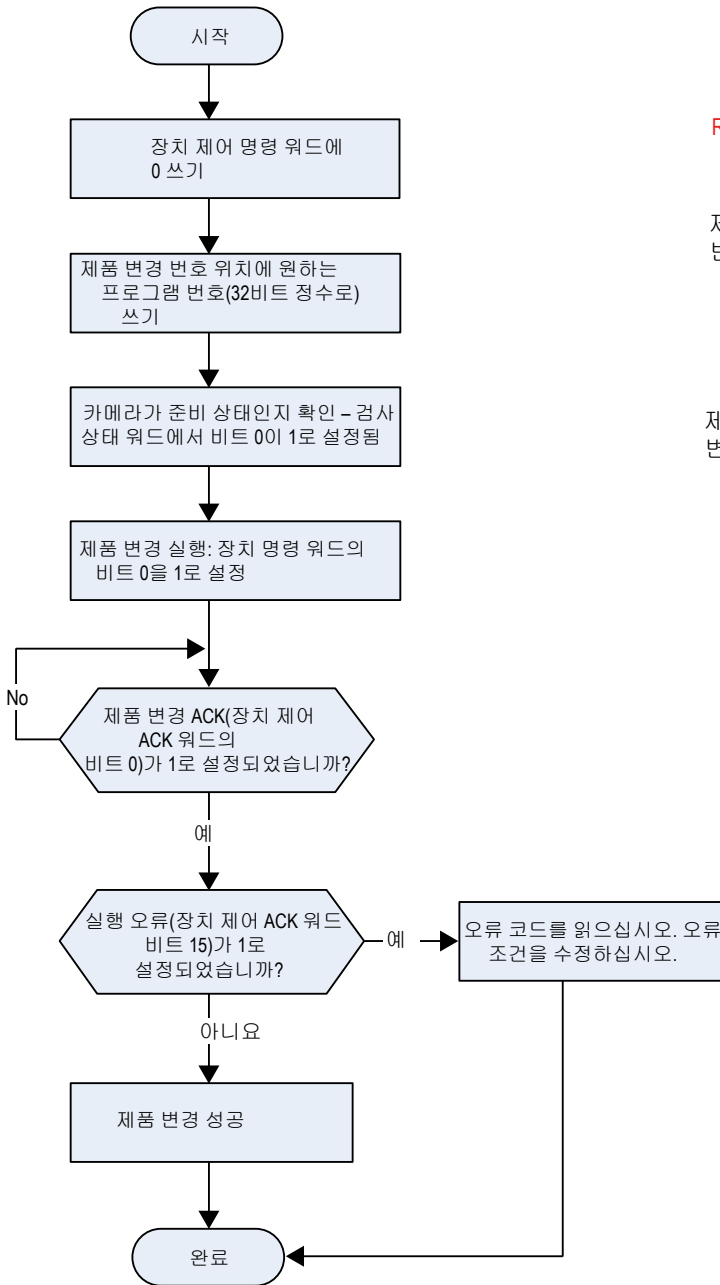 시작
장치 제어 명령 워드에
0 쓰기
제품 변경 번호 위치에 원하는
프로그램 번호(32비트 정수로)
쓰기
카메라가 준비 상태인지 확인 – 검사
상태 워드에서 비트 0이 1로 설정됨
제품 변경 실행: 장치 명령 워드의
비트 0을 1로 설정
No
제품 변경 ACK(장치 제어
ACK 워드의
비트 0)가 1로 설정되었습니까?
예
실행 오류(장치 제어 ACK 워드
비트 15)가 1로
설정되었습니까?
예
오류 코드를 읽으십시오. 오류
조건을 수정하십시오.
아니요
제품 변경 성공
완료